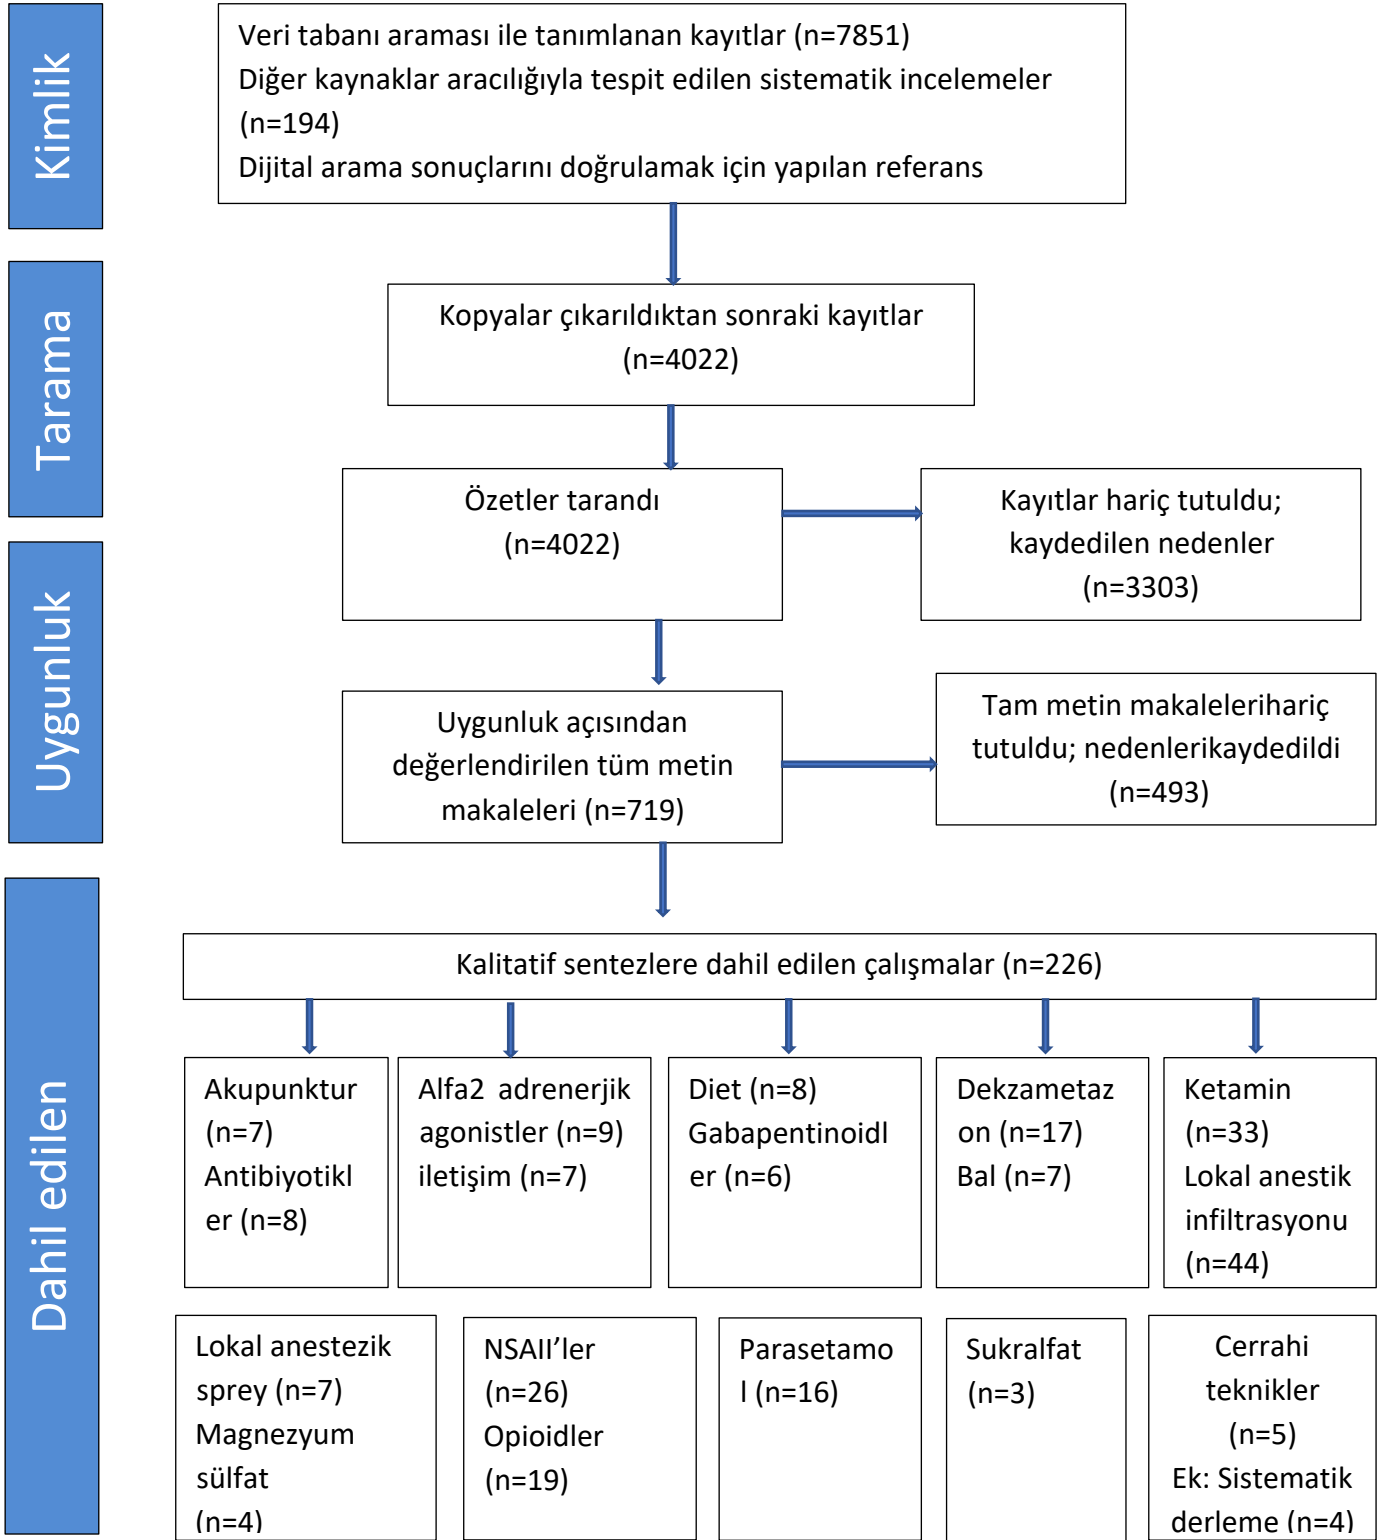 Kimlik
Veri tabanı araması ile tanımlanan kayıtlar (n=7851)
Diğer kaynaklar aracılığıyla tespit edilen sistematik incelemeler
(n=194)
Dijital arama sonuçlarını doğrulamak için yapılan referans
Tarama
Kopyalar çıkarıldıktan sonraki kayıtlar
(n=4022)
Özetler tarandı
(n=4022)
Kayıtlar hariç tutuldu;
kaydedilen nedenler
(n=3303)
Uygunluk
Uygunluk açısından
değerlendirilen tüm metin
makaleleri (n=719)
Tam metin makalelerihariç
tutuldu; nedenlerikaydedildi
(n=493)
Dahil edilen
Kalitatif sentezlere dahil edilen çalışmalar (n=226)
Akupunktur
(n=7)
Antibiyotikl
er (n=8)
Alfa2 adrenerjik
agonistler (n=9)
iletişim (n=7)
Diet (n=8)
Gabapentinoidl
er (n=6)
Dekzametaz
on (n=17)
Bal (n=7)
Ketamin
(n=33)
Lokal anestik
infiltrasyonu
(n=44)
Lokal anestezik
sprey (n=7)
Magnezyum
sülfat
(n=4)
NSAII'ler
(n=26)
Opioidler
(n=19)
Parasetamo
l (n=16)
Sukralfat
(n=3)
Cerrahi
teknikler
(n=5)
Ek: Sistematik
derleme (n=4)